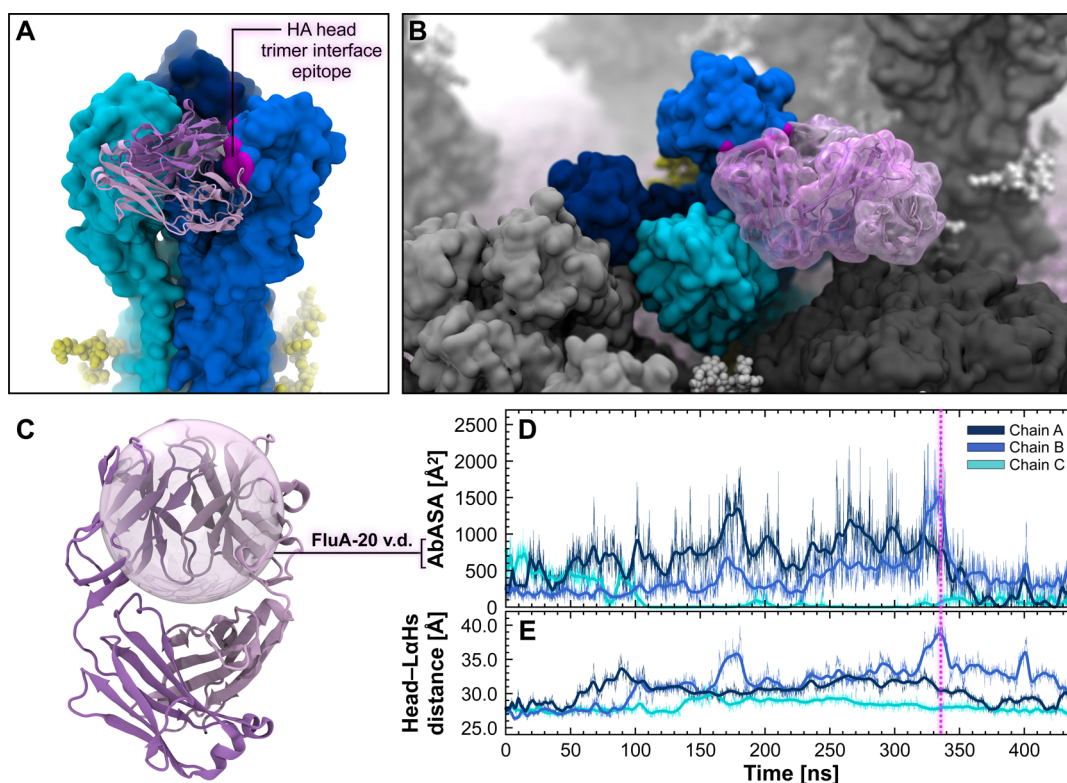 A
HA head
trimer interface
epitope
B
C
FluA-20 v.d.
D
AbASA [Å²]
2500
2000
1500
1000
500
0
Chain A
Chain B
Chain C
E
Head–LαHs
distance [Å]
40.0
35.0
30.0
25.0
0 50 100 150 200 250 300 350 400
Time [ns]